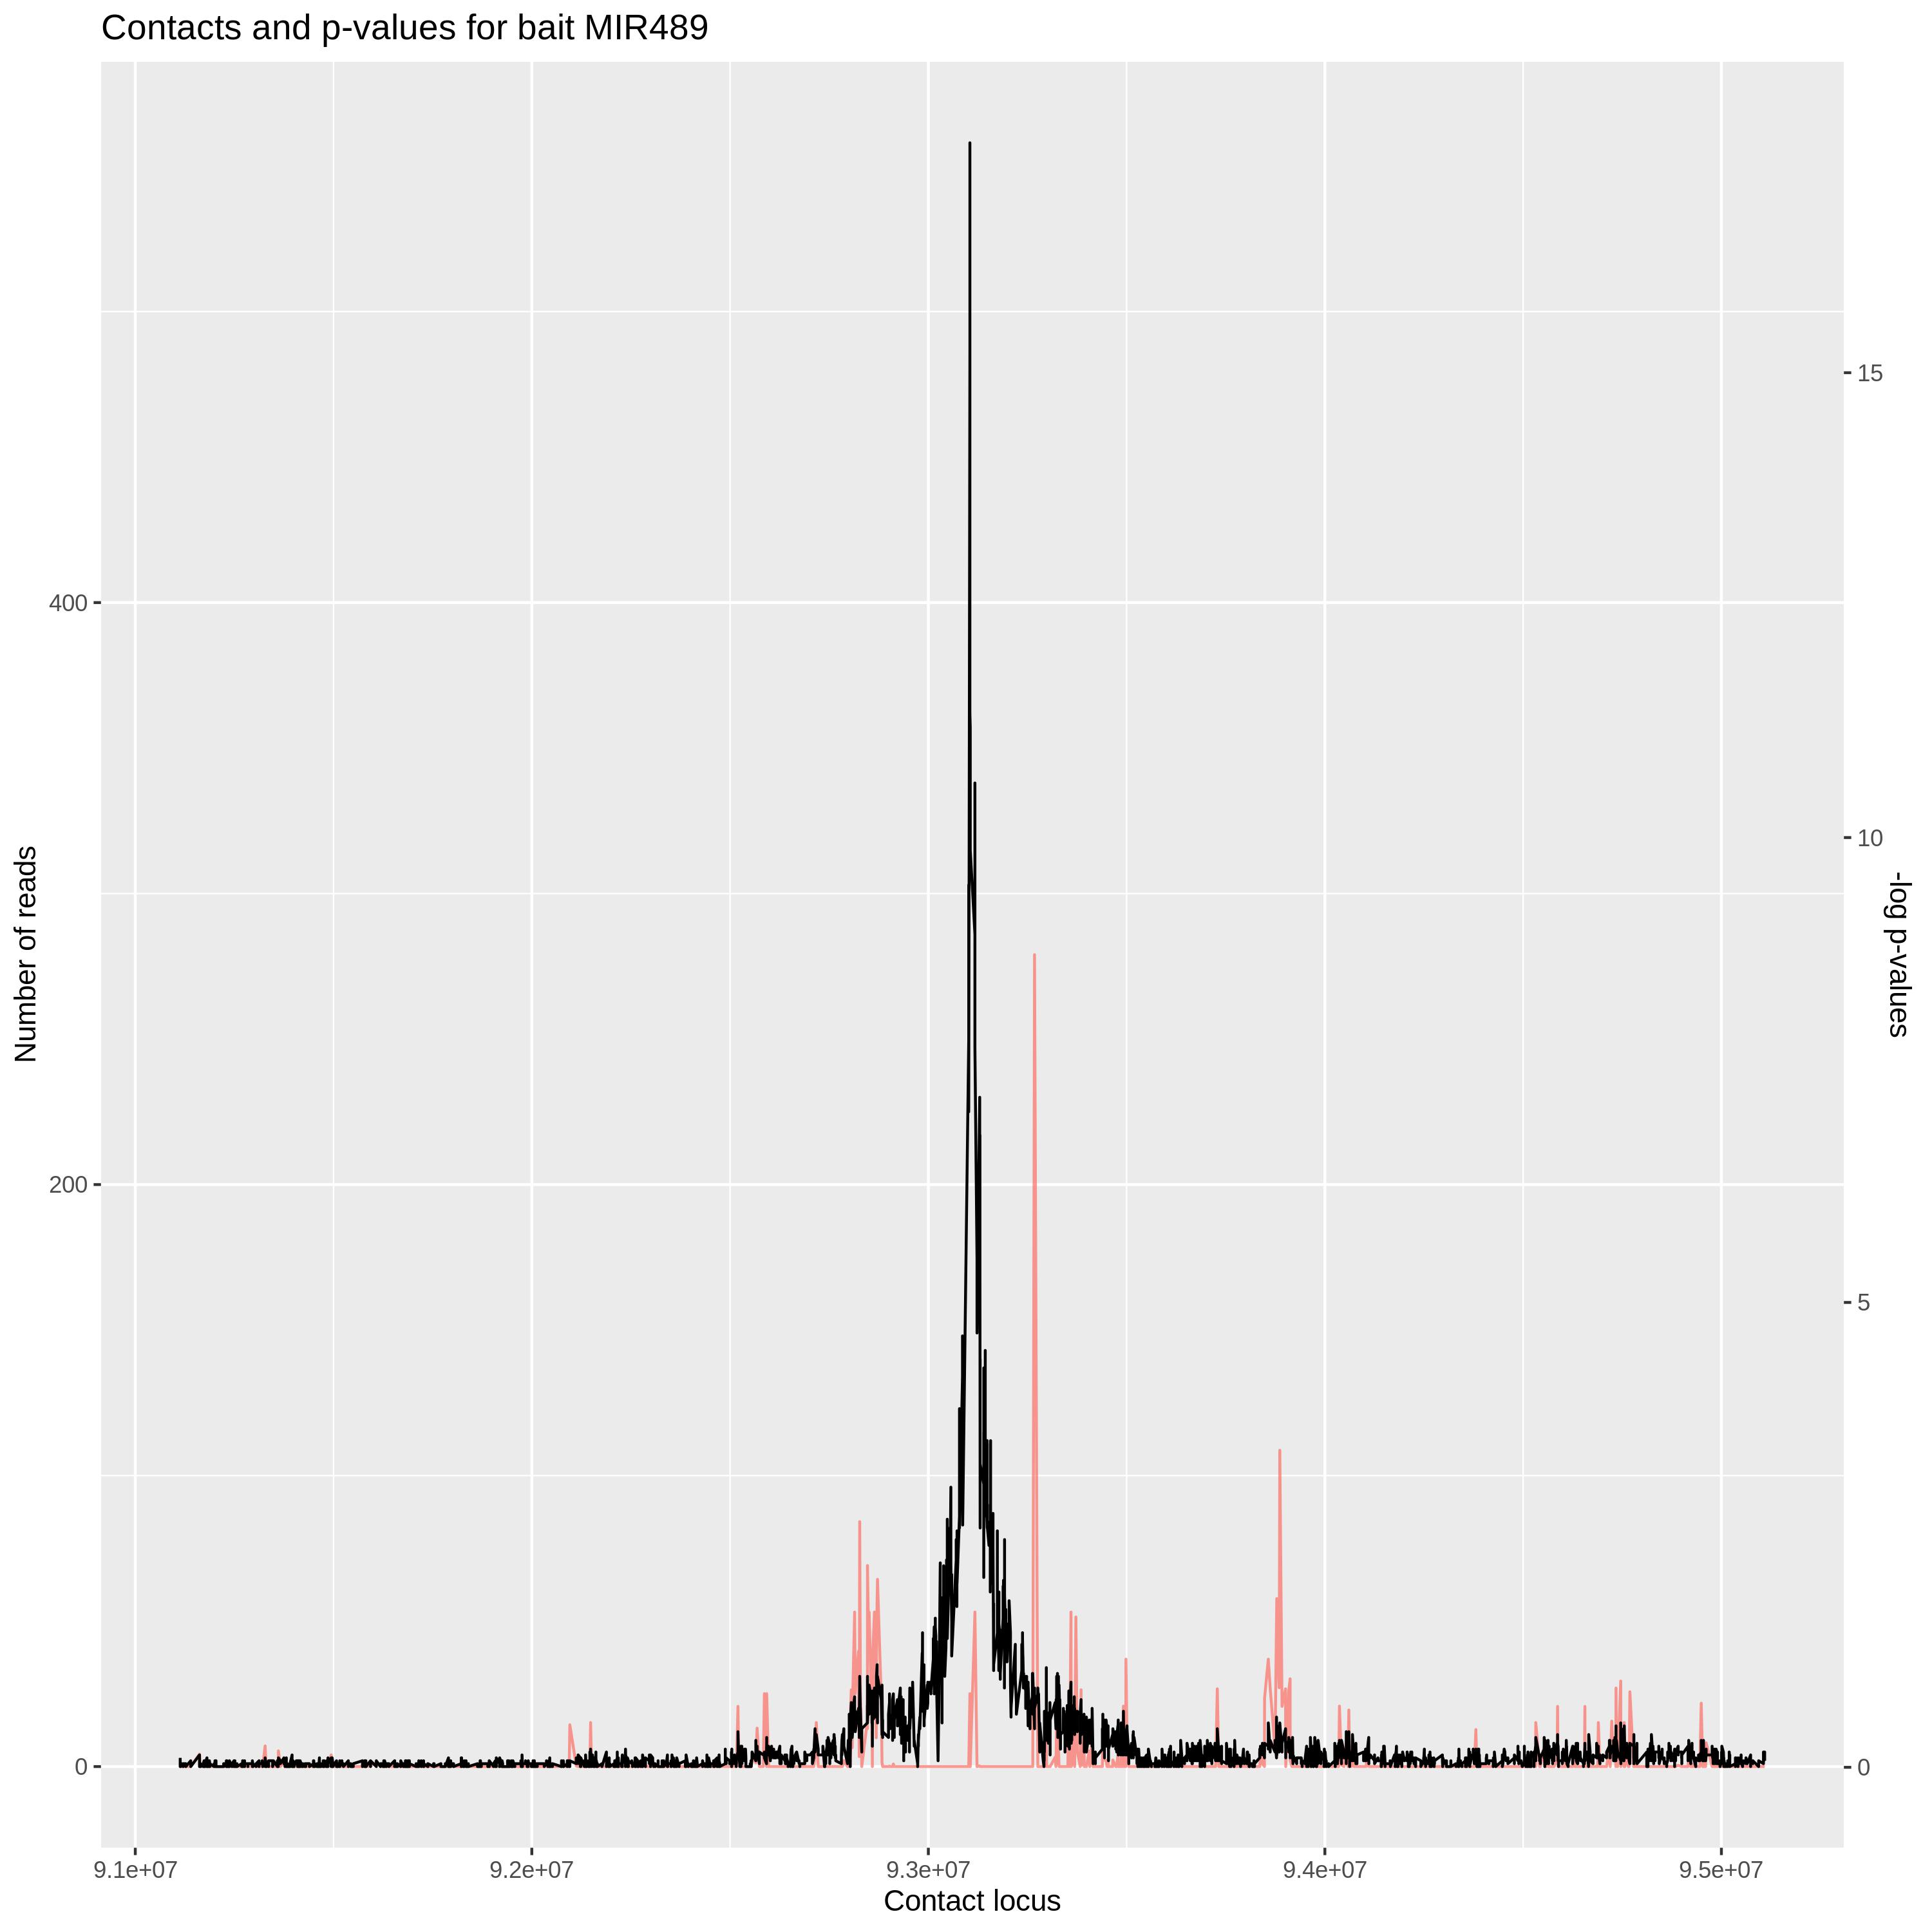 Contacts and p-values for bait MIR489
400
200
0
Number of reads
15
10
5
0
-log p-values
9.1e+07 9.2e+07 9.3e+07 9.4e+07 9.5e+07
Contact locus